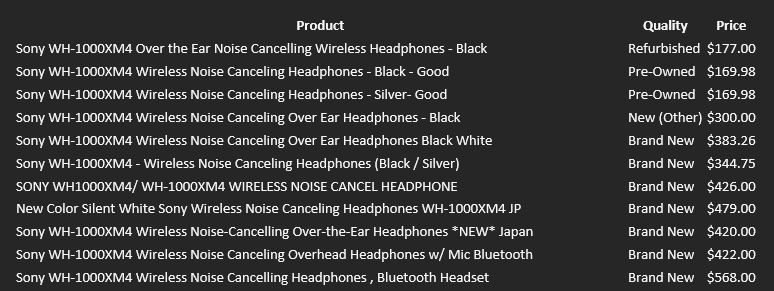 Product Quality Price
Sony WH-1000XM4 Over the Ear Noise Cancelling Wireless Headphones - Black Refurbished $177.00
Sony WH-1000XM4 Wireless Noise Canceling Headphones - Black - Good Pre-Owned $169.98
Sony WH-1000XM4 Wireless Noise Canceling Headphones - Silver- Good Pre-Owned $169.98
Sony WH-1000XM4 Wireless Noise Canceling Over Ear Headphones - Black New (Other) $300.00
Sony WH-1000XM4 Wireless Noise Canceling Over Ear Headphones Black White Brand New $383.26
Sony WH-1000XM4 - Wireless Noise Canceling Headphones (Black / Silver) Brand New $344.75
SONY WH1000XM4/ WH-1000XM4 WIRELESS NOISE CANCEL HEADPHONE Brand New $426.00
New Color Silent White Sony Wireless Noise Canceling Headphones WH-1000XM4 JP Brand New $479.00
Sony WH-1000XM4 Wireless Noise-Cancelling Over-the-Ear Headphones *NEW* Japan Brand New $420.00
Sony WH-1000XM4 Wireless Noise Canceling Overhead Headphones w/ Mic Bluetooth Brand New $422.00
Sony WH-1000XM4 Wireless Noise Cancelling Headphones , Bluetooth Headset Brand New $568.00